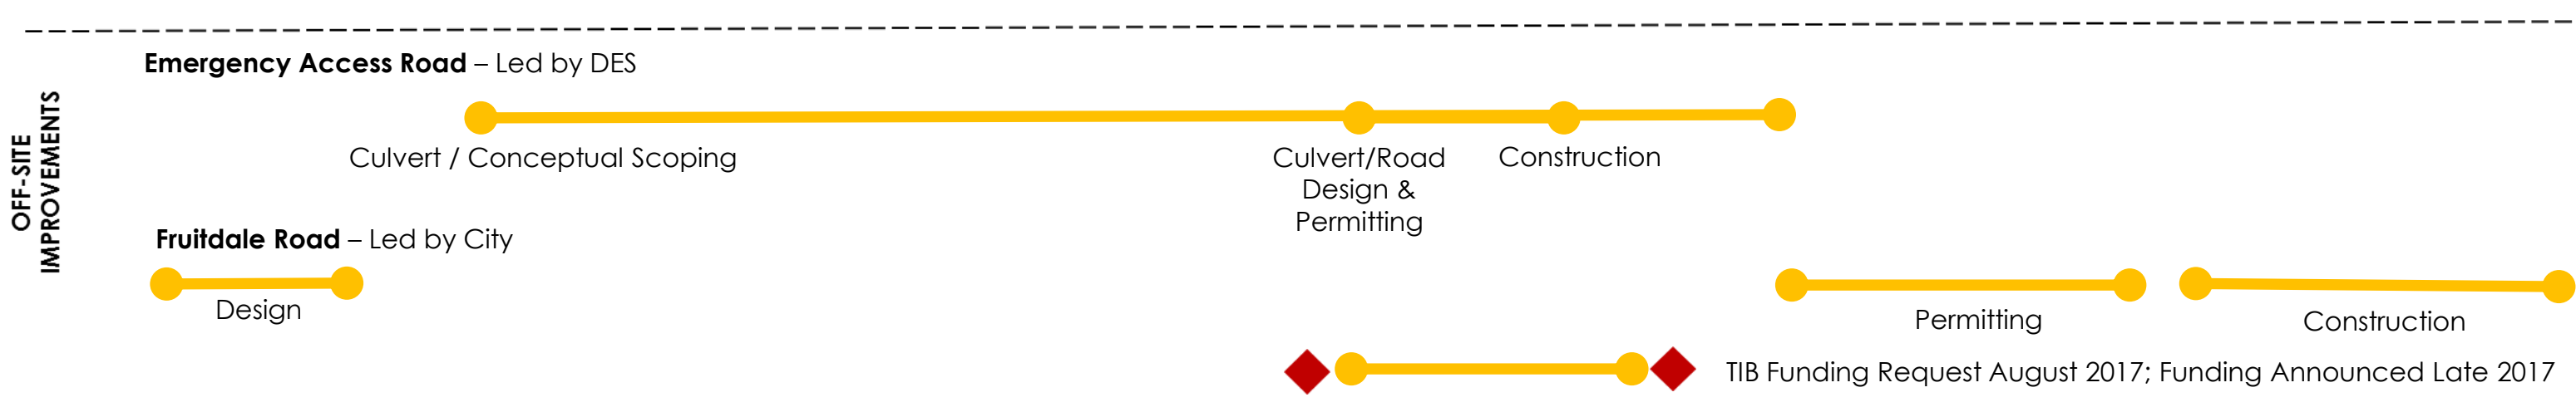 OFF-SITE
IMPROVEMENTS
Emergency Access Road – Led by DES
Culvert / Conceptual Scoping
Culvert/Road
Design &
Permitting
Construction
Fruitdale Road – Led by City
Design
Permitting
Construction
TIB Funding Request August 2017; Funding Announced Late 2017